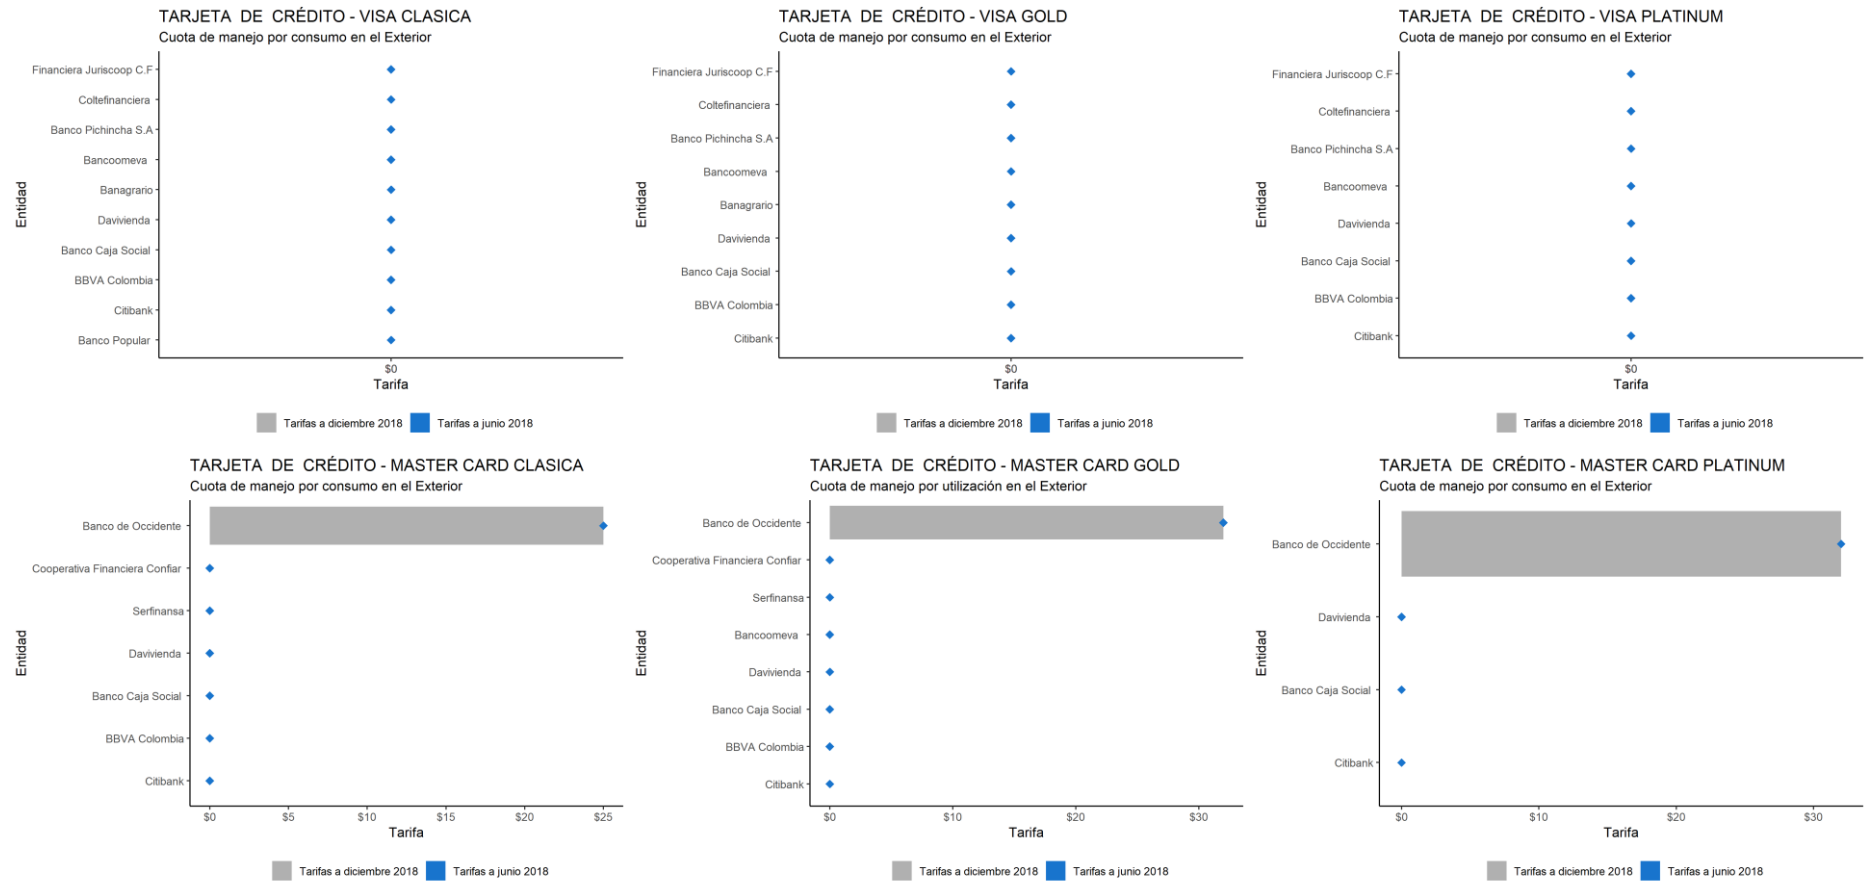 TARJETA  DE  CRÉDITO - VISA CLASICA
Cuota de manejo por consumo en el Exterior
Entidad
Financiera Juriscoop C.F
Coltefinanciera
Banco Pichincha S.A
Bancoomeva
Banagrario
Davivienda
Banco Caja Social
BBVA Colombia
Citibank
Banco Popular
$0
Tarifa
Tarifas a diciembre 2018 Tarifas a junio 2018
TARJETA  DE  CRÉDITO - VISA GOLD
Cuota de manejo por consumo en el Exterior
Entidad
Financiera Juriscoop C.F
Coltefinanciera
Banco Pichincha S.A
Bancoomeva
Banagrario
Davivienda
Banco Caja Social
BBVA Colombia
Citibank
$0
Tarifa
Tarifas a diciembre 2018 Tarifas a junio 2018
TARJETA  DE  CRÉDITO - VISA PLATINUM
Cuota de manejo por consumo en el Exterior
Entidad
Financiera Juriscoop C.F
Coltefinanciera
Banco Pichincha S.A
Bancoomeva
Davivienda
Banco Caja Social
BBVA Colombia
Citibank
$0
Tarifa
Tarifas a diciembre 2018 Tarifas a junio 2018
TARJETA  DE  CRÉDITO - MASTER CARD CLASICA
Cuota de manejo por consumo en el Exterior
Entidad
Banco de Occidente
Cooperativa Financiera Confiar
Serfinansa
Davivienda
Banco Caja Social
BBVA Colombia
Citibank
$0 $5 $10 $15 $20 $25
Tarifa
Tarifas a diciembre 2018 Tarifas a junio 2018
TARJETA  DE  CRÉDITO - MASTER CARD GOLD
Cuota de manejo por utilización en el Exterior
Entidad
Banco de Occidente
Cooperativa Financiera Confiar
Serfinansa
Bancoomeva
Davivienda
Banco Caja Social
BBVA Colombia
Citibank
$0 $10 $20 $30
Tarifa
Tarifas a diciembre 2018 Tarifas a junio 2018
TARJETA  DE  CRÉDITO - MASTER CARD PLATINUM
Cuota de manejo por consumo en el Exterior
Entidad
Banco de Occidente
Davivienda
Banco Caja Social
Citibank
$0 $10 $20 $30
Tarifa
Tarifas a diciembre 2018 Tarifas a junio 2018